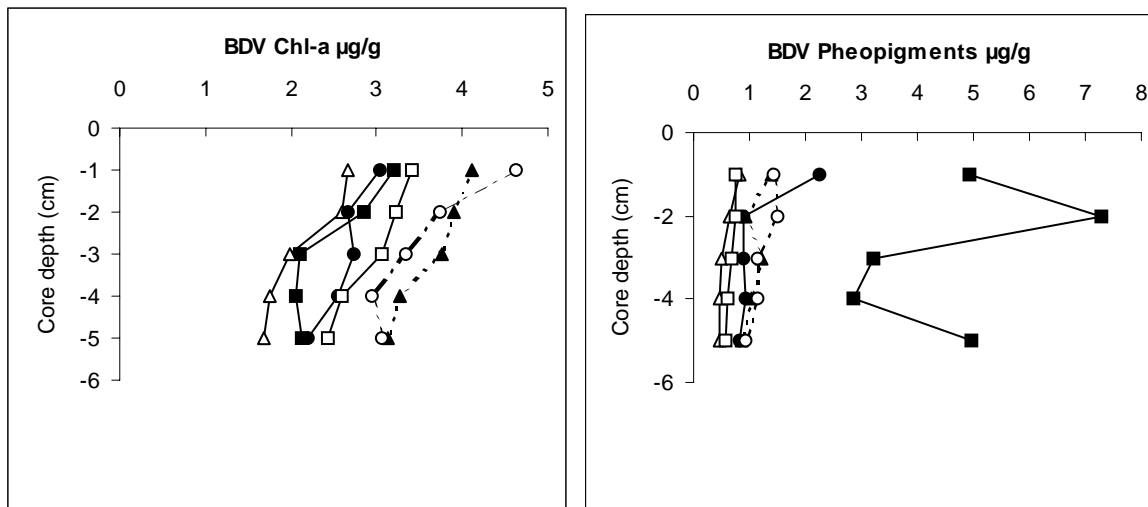 BDV Chl-a µg/g
0 1 2 3 4 5
0
-1
-2
-3
-4
-5
-6
Core depth (cm)
BDV Pheopigments µg/g
0 1 2 3 4 5 6 7 8
0
-2
-4
-6
Core depth (cm)